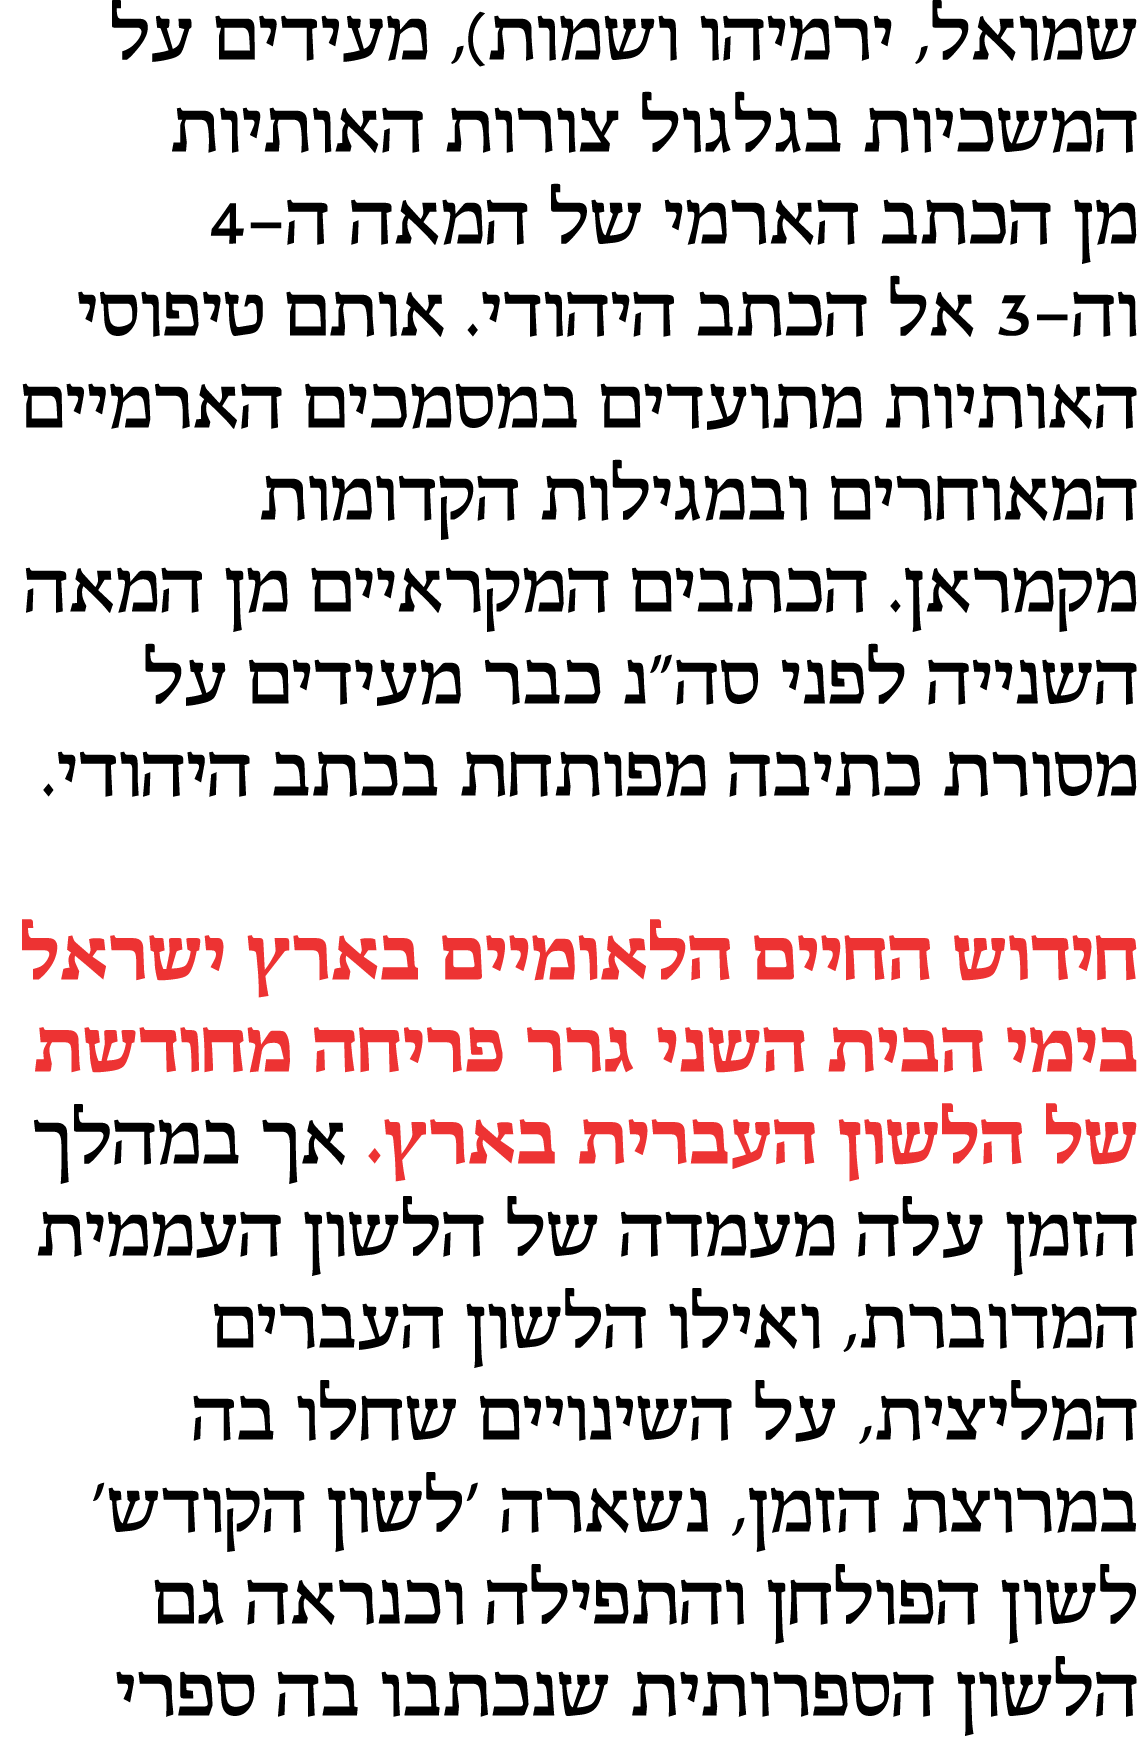 שמואל, ירמיהו ושמות), מעידים על
המשכיות בגלגול צורות האותיות
מן הכתב הארמי של המאה ה–4
וה–3 אל הכתב היהודי. אותם טיפוסי
האותיות מתועדים במסמכים הארמיים
המאוחרים ובמגילות הקדומות
מקמראן. הכתבים המקראיים מן המאה
השנייה לפני סה״נ כבר מעידים על
מסורת כתיבה מפותחת בכתב היהודי.
חידוש החיים הלאומיים בארץ ישראל
בימי הבית השני גרר פריחה מחודשת
של הלשון העברית בארץ. אך במהלך
הזמן עלה מעמדה של הלשון העממית
המדוברת, ואילו הלשון העברים
המליצית, על השינויים שחלו בה
במרוצת הזמן, נשארה ׳לשון הקודש׳
לשון הפולחן והתפילה וכנראה גם
הלשון הספרותית שנכתבו בה ספרי